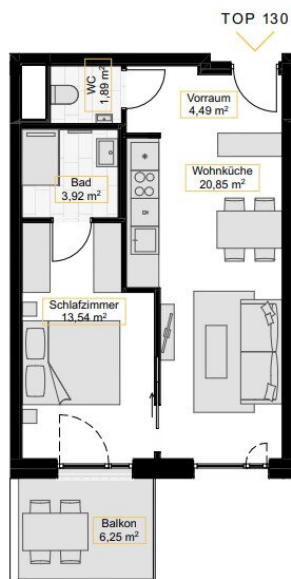 TOP 130
WC
1,89 m²
Vorraum
4,49 m²
Bad
3,92 m²
Wohnküche
20,85 m²
Schlafzimmer
13,54 m²
Balkon
6,25 m²